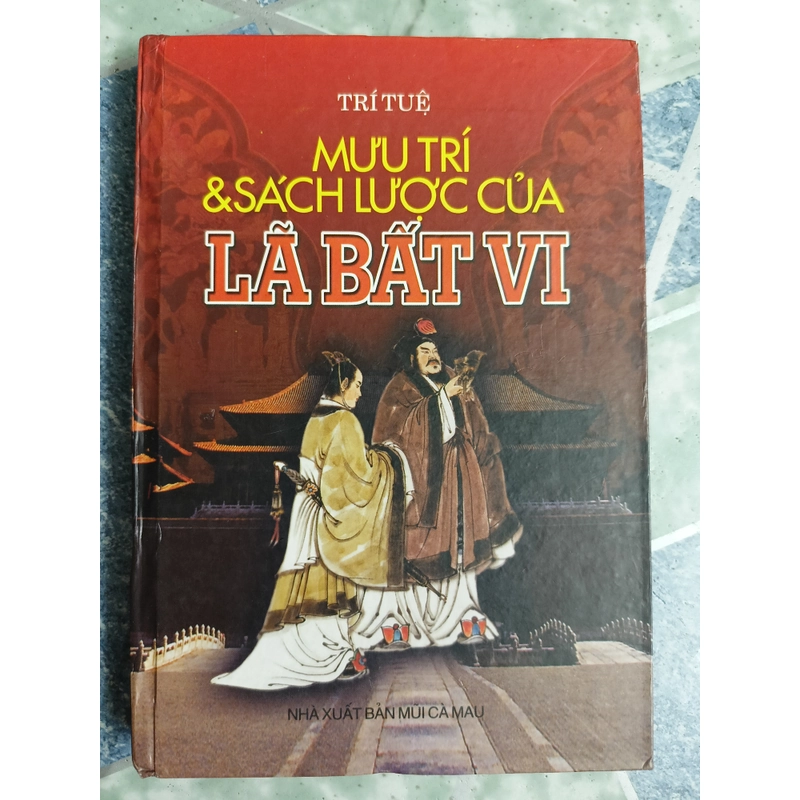 TRÍ TUỆ
MƯU TRÍ
& SÁCH LƯỢC CỦA
LÃ BẤT VI
NHÀ XUẤT BẢN MŨI CÀ MAU